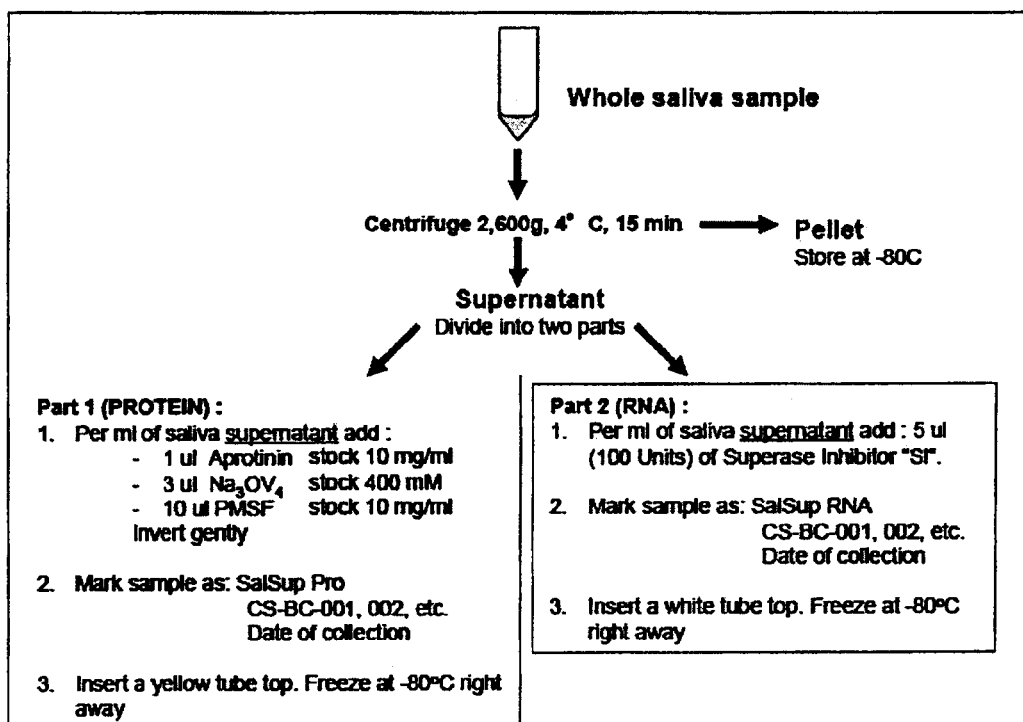 Whole saliva sample
Centrifuge 2,600g, 4° C, 15 min
Pellet
Store at -80C
Supernatant
Divide into two parts
Part 1 (PROTEIN) :
1. Per ml of saliva supernatant add :
- 1 ul Aprotinin stock 10 mg/ml
- 3 ul Na₃OV₄ stock 400 mM
- 10 ul PMSF stock 10 mg/ml
Invert gently
2. Mark sample as: SalSup Pro
CS-BC-001, 002, etc.
Date of collection
3. Insert a yellow tube top. Freeze at -80ºC right
away
Part 2 (RNA) :
1. Per ml of saliva supernatant add : 5 ul
(100 Units) of Superase Inhibitor "SI".
2. Mark sample as: SalSup RNA
CS-BC-001, 002, etc.
Date of collection
3. Insert a white tube top. Freeze at -80ºC
right away